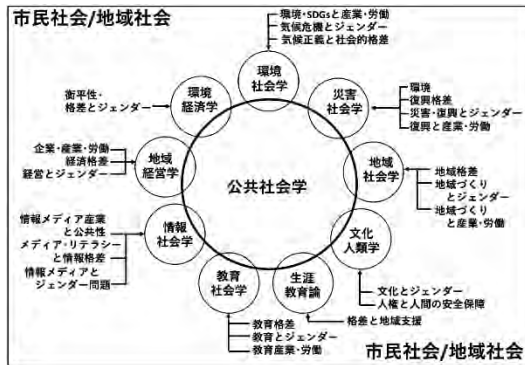 市民社会/地域社会
環境・SDGsと産業・労働
気候危機とジェンダー
気候正義と社会的格差
環境
社会学
環境
経済学
衡平性・
格差とジェンダー
災害
社会学
環境
復興格差
災害・復興とジェンダー
復興と産業・労働
企業・産業・労働
経済格差
経営とジェンダー
地域
経営学
公共社会学
地域
社会学
地域格差
地域づくり
とジェンダー
地域づくり
と産業・労働
情報メディア産業
と公共性
メディア・リテラシー
と情報格差
情報メディアと
ジェンダー問題
情報
社会学
文化
人類学
文化とジェンダー
人権と人間の安全保障
教育
社会学
生涯
教育論
教育格差
教育とジェンダー
教育産業・労働
格差と地域支援
市民社会/地域社会